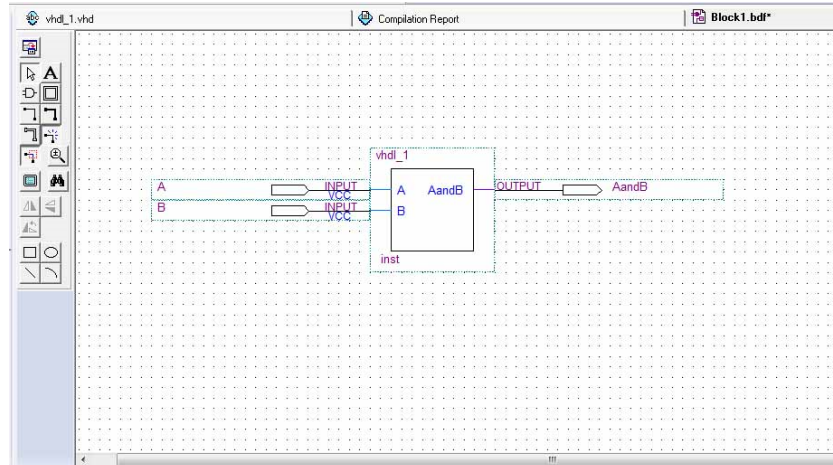 vhdl_1.vhd
Compilation Report
Block1.bdf*
A
vhdl_1
A
INPUT
VCC
A
AandB
OUTPUT
AandB
B
INPUT
VCC
B
inst